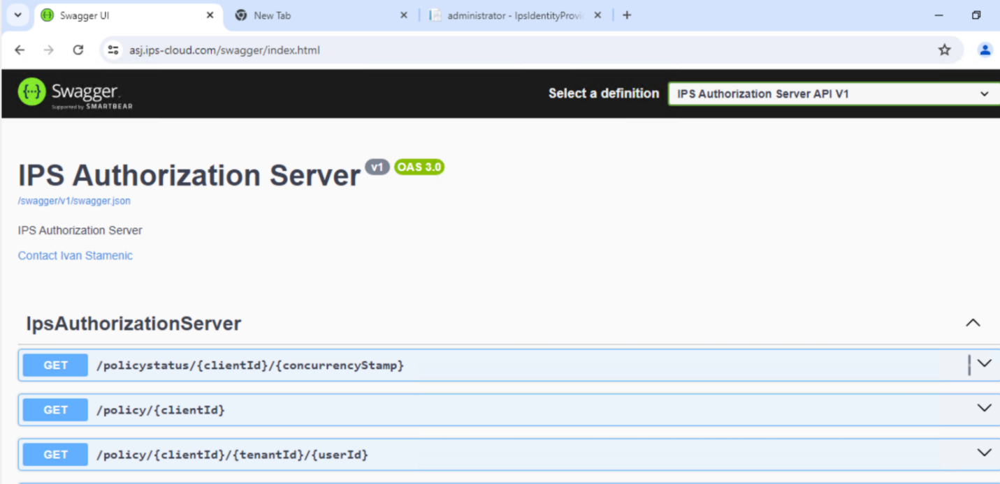 Swagger UI
New Tab
administrator - IpsIdentityProvi
asj.ips-cloud.com/swagger/index.html
Swagger
Supported by SMARTBEAR
Select a definition
IPS Authorization Server API V1
IPS Authorization Server v1 OAS 3.0
/swagger/v1/swagger.json
IPS Authorization Server
Contact Ivan Stamenic
IpsAuthorizationServer
GET /policystatus/{clientId}/{concurrencyStamp}
GET /policy/{clientId}
GET /policy/{clientId}/{tenantId}/{userId}